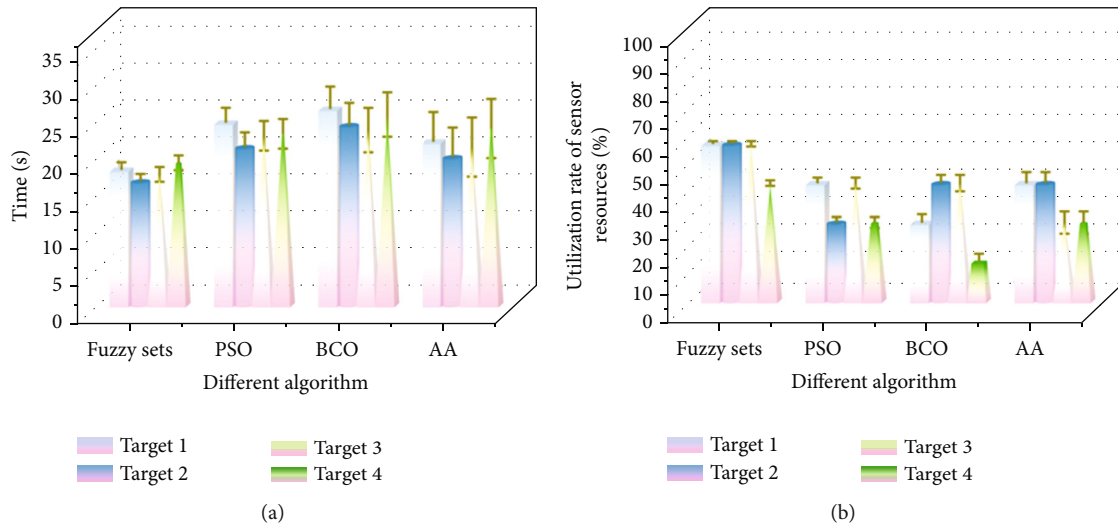 35
30
25
20
15
10
5
0
Time (s)
Fuzzy sets PSO BCO AA
Different algorithm
Target 1 Target 3
Target 2 Target 4
(a)
100
90
80
70
60
50
40
30
20
10
10
0
Utilization rate of sensor
resources (%)
Fuzzy sets PSO BCO AA
Different algorithm
Target 1 Target 3
Target 2 Target 4
(b)